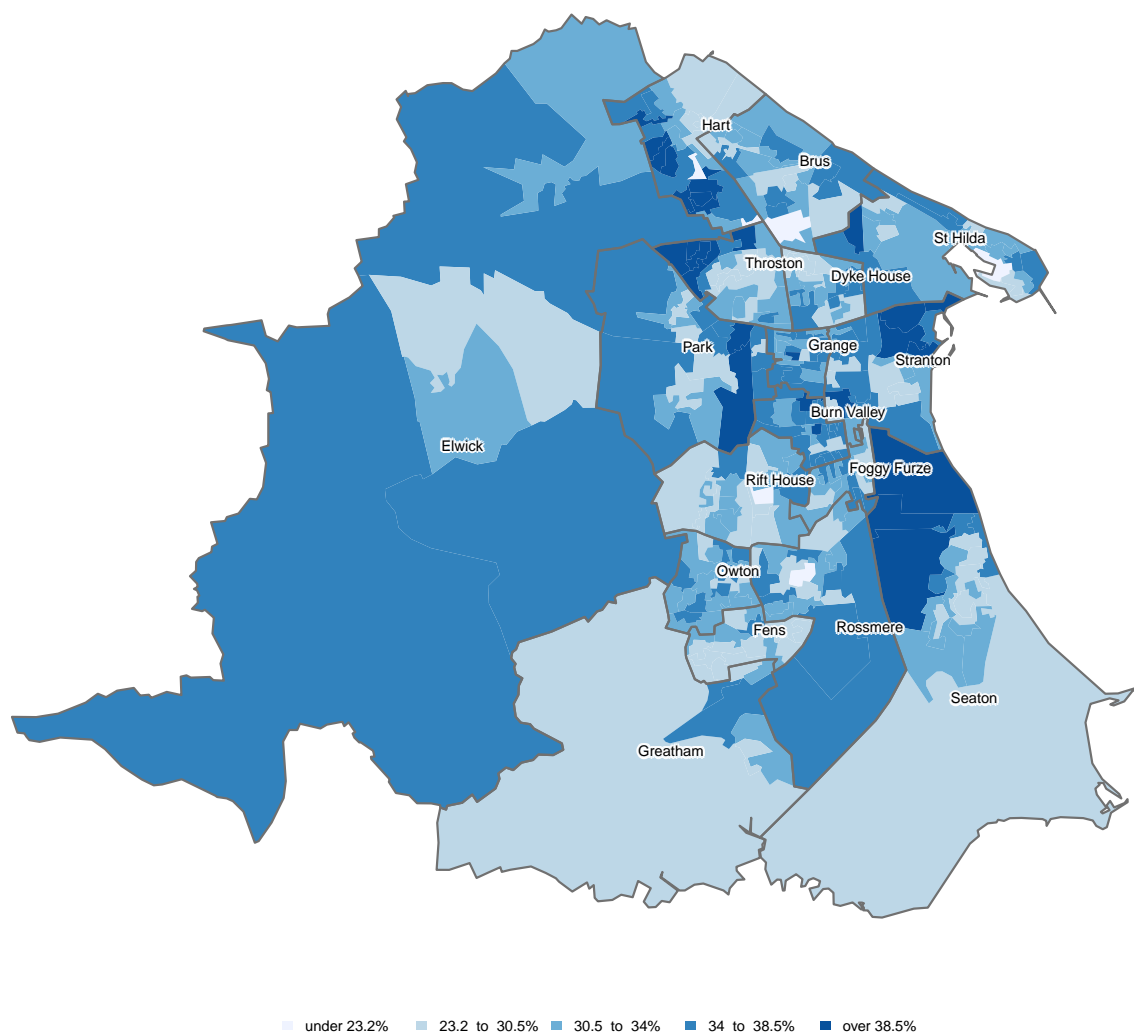 Hart
Brus
St Hilda
Throston
Dyke House
Park
Grange
Stranton
Burn Valley
Elwick
Foggy Furze
Rift House
Owton
Fens
Rossmere
Seaton
Greatham
under 23.2% 23.2 to 30.5% 30.5 to 34% 34 to 38.5% over 38.5%